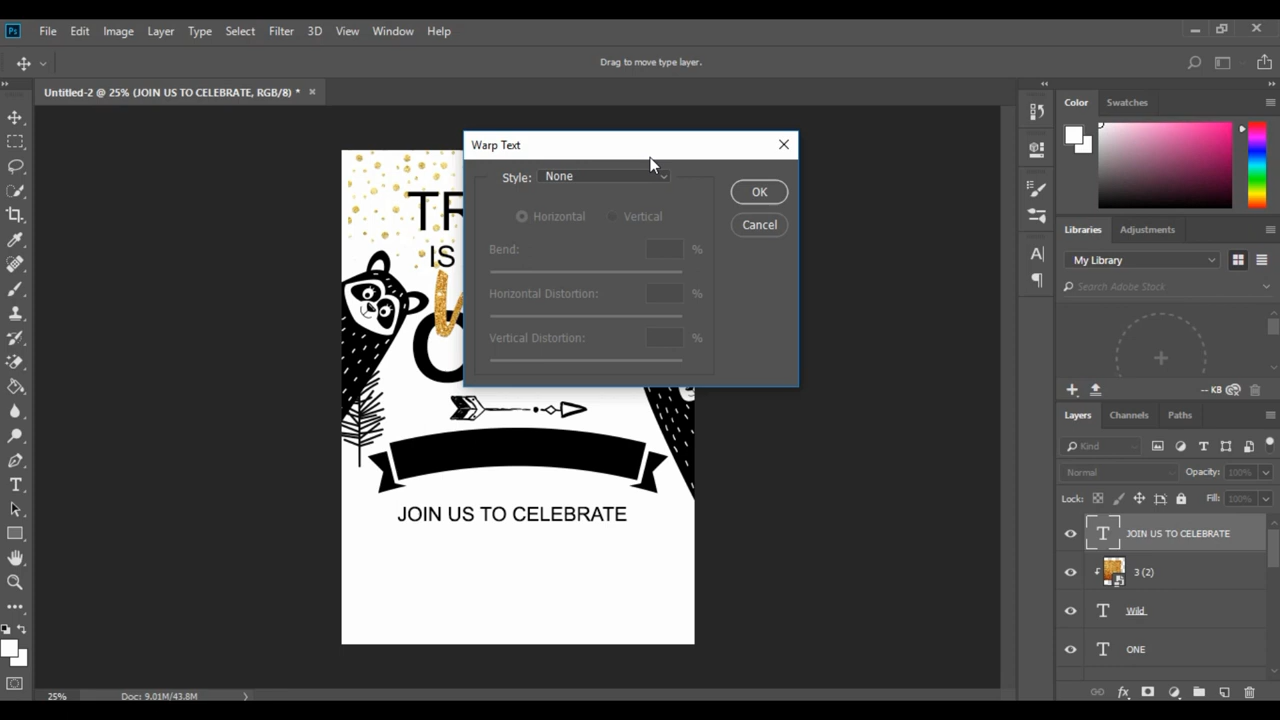 Ps File Edit Image Layer Type Select Filter 3D View Window Help
Drag to move type layer.
Untitled-2 @ 25% (JOIN US TO CELEBRATE, RGB/8) *
Color Swatches
Warp Text
Style: None
OK
Horizontal Vertical
Cancel
Bend: %
Horizontal Distortion: %
Vertical Distortion: %
IS
JOIN US TO CELEBRATE
Libraries Adjustments
My Library
Search Adobe Stock
-- KB
Layers Channels Paths
Kind
Normal Opacity: 100%
Lock: Fill: 100%
JOIN US TO CELEBRATE
3 (2)
Wild
ONE
25% Doc: 9.01M/43.8M